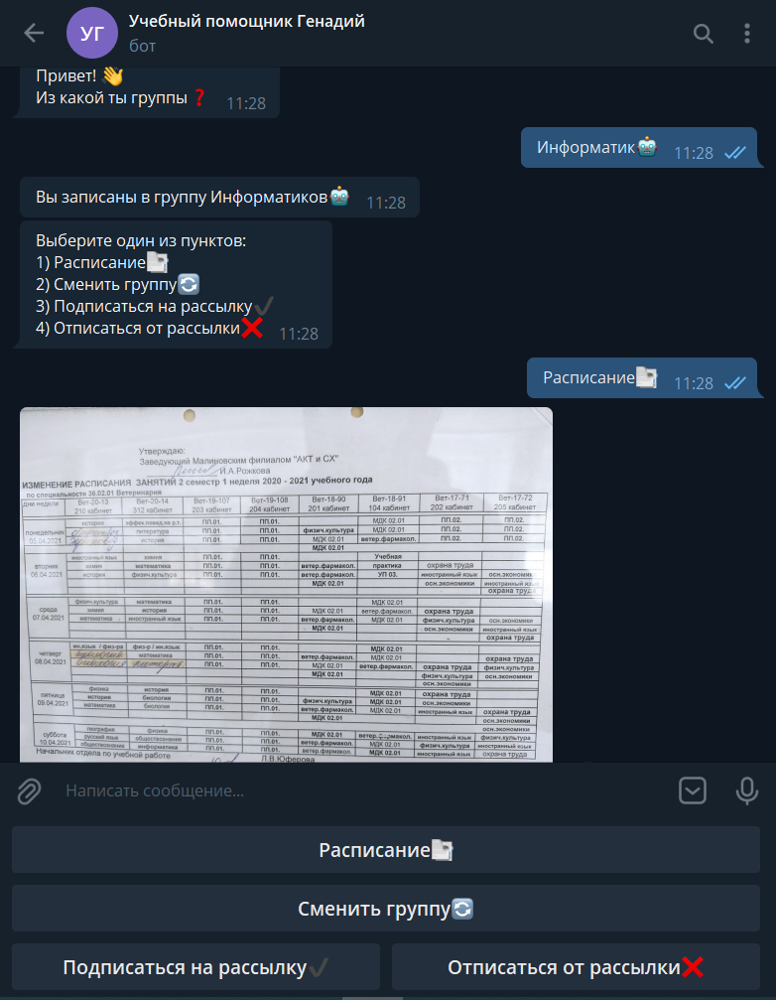 УГ
Учебный помощник Генадий
бот
Привет! 👋
Из какой ты группы ❓ 11:28
Информатик🤖 11:28
Вы записаны в группу Информатиков🤖 11:28
Выберите один из пунктов:
1) Расписание
2) Сменить группу🔄
3) Подписаться на рассылку✔
4) Отписаться от рассылки❌ 11:28
Расписание 11:28
Утверждаю:
Заведующий Малиновским филиалом "АКТ и СХ"
И.А.Рожкова
ИЗМЕНЕНИЕ РАСПИСАНИЯ ЗАНЯТИЙ 2 семестр 1 неделя 2020 - 2021 учебного года
по специальности 36.02.01 Ветеринария
дни недели Вет-20-13 Вет-20-14 Вет-19-107 Вет-19-108 Вет-18-90 Вет-18-91 Вет-17-71 Вет-17-72
210 кабинет 312 кабинет 203 кабинет 204 кабинет 201 кабинет 104 кабинет 202 кабинет 205 кабинет
история эффек.повед.на р.т. ПП.01. ПП.01. МДК 02.01 ПП.02. ПП.02.
понедельник литература ПП.01. ПП.01. физич.культура МДК 02.01 ПП.02. ПП.02.
05.04.2021 история ПП.01. ПП.01. МДК 02.01 ветер.фармакол. ПП.02. ПП.02.
МДК 02.01
иностранный язык химия ПП.01. ПП.01. МДК 02.01 Учебная
вторник химия математика ПП.01. ПП.01. ветер.фармакол. практика охрана труда
06.04.2021 история физич.культура ПП.01. ПП.01. ветер.фармакол. УП 03. иностранный язык осн.экономики
МДК 02.01 осн.экономики иностранный язык
охрана труда
физич.культура математика ПП.01. ПП.01. МДК 02.01
среда химия история ПП.01. ПП.01. МДК 02.01 ветер.фармакол. охрана труда
07.04.2021 математика иностранный язык ПП.01. ПП.01. ветер.фармакол. МДК 02.01 физич.культура осн.экономики
МДК 02.01 осн.экономики иностранный язык
- охрана труда
ин.язык / физ-ра физ-р / ин.язык ПП.01. ПП.01. МДК 02.01
четверг математика ПП.01. ПП.01. ветер.фармакол. МДК 02.01 охрана труда
08.04.2021 ПП.01. ПП.01. МДК 02.01 ветер.фармакол. охрана труда физич.культура
МДК 02.01 физич.культура осн.экономики
осн.экономики
физика история ПП.01. ПП.01. МДК 02.01 охрана труда
пятница история биология ПП.01. ПП.01. физич.культура МДК 02.01 осн.экономики
09.04.2021 математика биология ПП.01. ПП.01. ветер.фармакол. МДК 02.01 иностранный язык охрана труда
МДК 02.01 осн.экономики
география физика ПП.01. ПП.01. МДК 02.01 осн.экономики
суббота русский язык обществознание ПП.01. ПП.01. МДК 02.01 иностранный язык физич.культура
10.04.2021 обществознание информатика ПП.01. ПП.01. ветер.фармакол. МДК 02.01 физич.культура иностранный язык
МДК 02.01 иностранный язык охрана труда
Начальник отдела по учебной работе Л.В.Юферова
Написать сообщение...
Расписание
Сменить группу🔄
Подписаться на рассылку✔
Отписаться от рассылки❌